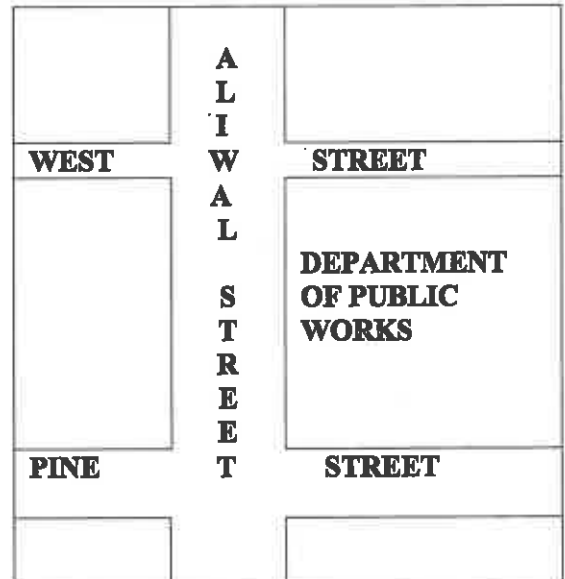 ALIWAL STREET
WEST STREET
DEPARTMENT
OF PUBLIC
WORKS
PINE STREET